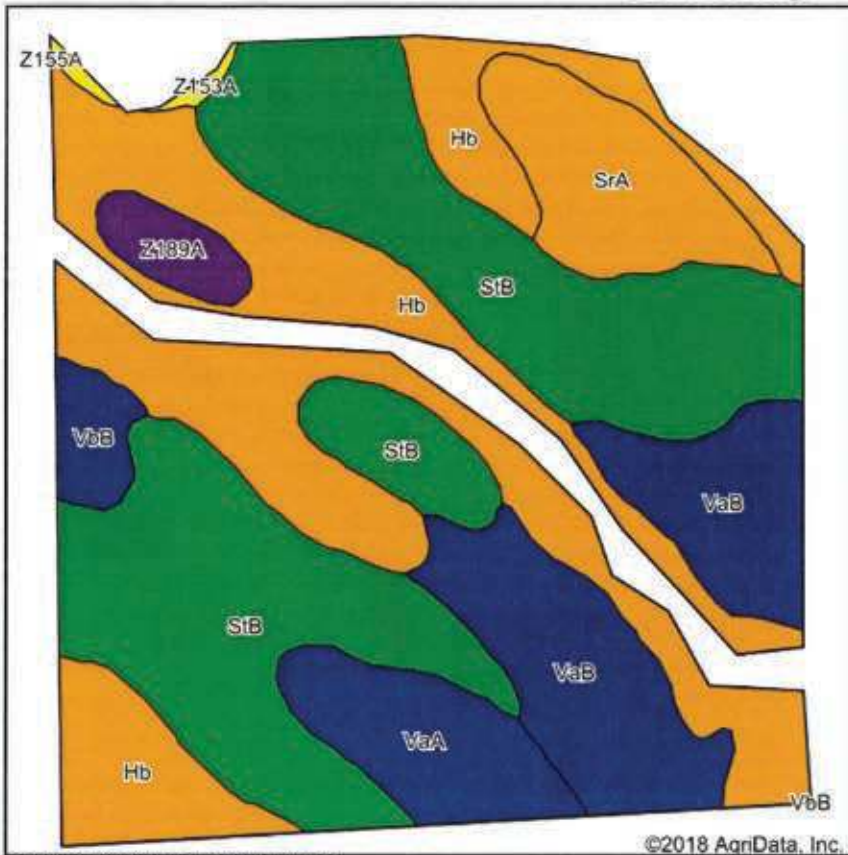 Z155A
Z153A
Hb
SrA
Z189A
StB
Hb
VbB
StB
VaB
StB
VaB
VaA
Hb
VbB
©2018 AgriData, Inc.